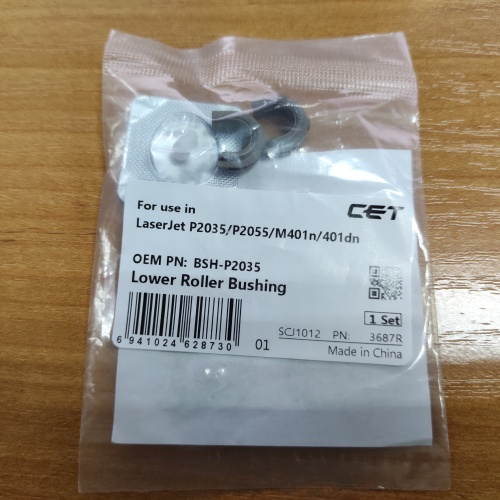 For use in
CET
LaserJet P2035/P2055/M401n/401dn
OEM PN: BSH-P2035
Lower Roller Bushing
1 Set
6 941024 628730
01
SCJ1012 PN: 3687R
Made in China